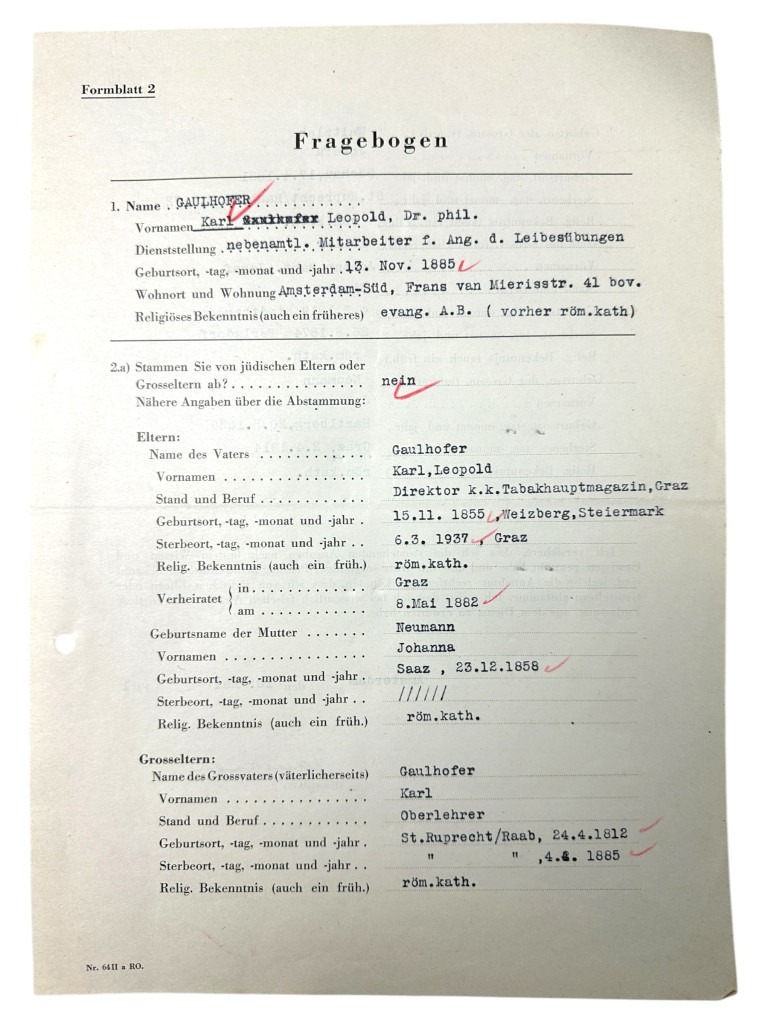 Formblatt 2
Fragebogen
1. Name . GAULHOFER . . . . . . . . . . . .
Vornamen Karl Leopold, Dr. phil.
Dienststellung . nebenamtl. Mitarbeiter f. Ang. d. Leibesübungen
Geburtsort, -tag, -monat und -jahr . 13. Nov. 1885
Wohnort und Wohnung Amsterdam-Süd, Frans van Mierisstr. 41 bov.
Religiöses Bekenntnis (auch ein früheres) evang. A.B. ( vorher röm.kath)
2.a) Stammen Sie von jüdischen Eltern oder
Grosseltern ab? . . . . . . . . . . . . . . . nein
Nähere Angaben über die Abstammung:
Eltern:
Name des Vaters . . . . . . . . . . . . Gaulhofer
Vornamen . . . . . . . . . . . . . . . . Karl,Leopold
Stand und Beruf . . . . . . . . . . . . Direktor k.k.Tabakhauptmagazin,Graz
Geburtsort, -tag, -monat und -jahr . 15.11. 1855 ,Weizberg,Steiermark
Sterbeort, -tag, -monat und -jahr . . 6.3. 1937 , Graz
Relig. Bekenntnis (auch ein früh.) röm.kath.
Verheiratet { in . . . . . . . . . . . . . . Graz
am . . . . . . . . . . . . . . 8.Mai 1882
Geburtsname der Mutter . . . . . . . Neumann
Vornamen . . . . . . . . . . . . . . . . Johanna
Geburtsort, -tag, -monat und -jahr . Saaz , 23.12.1858
Sterbeort, -tag, -monat und -jahr . . //////
Relig. Bekenntnis (auch ein früh.) röm.kath.
Grosseltern:
Name des Grossvaters (väterlicherseits) Gaulhofer
Vornamen . . . . . . . . . . . . . . . . Karl
Stand und Beruf . . . . . . . . . . . . Oberlehrer
Geburtsort, -tag, -monat und -jahr . St.Ruprecht/Raab, 24.4.1812
Sterbeort, -tag, -monat und -jahr . . " " ,4. 1885
Relig. Bekenntnis (auch ein früh.) röm.kath.
Nr. 6411 a RO.